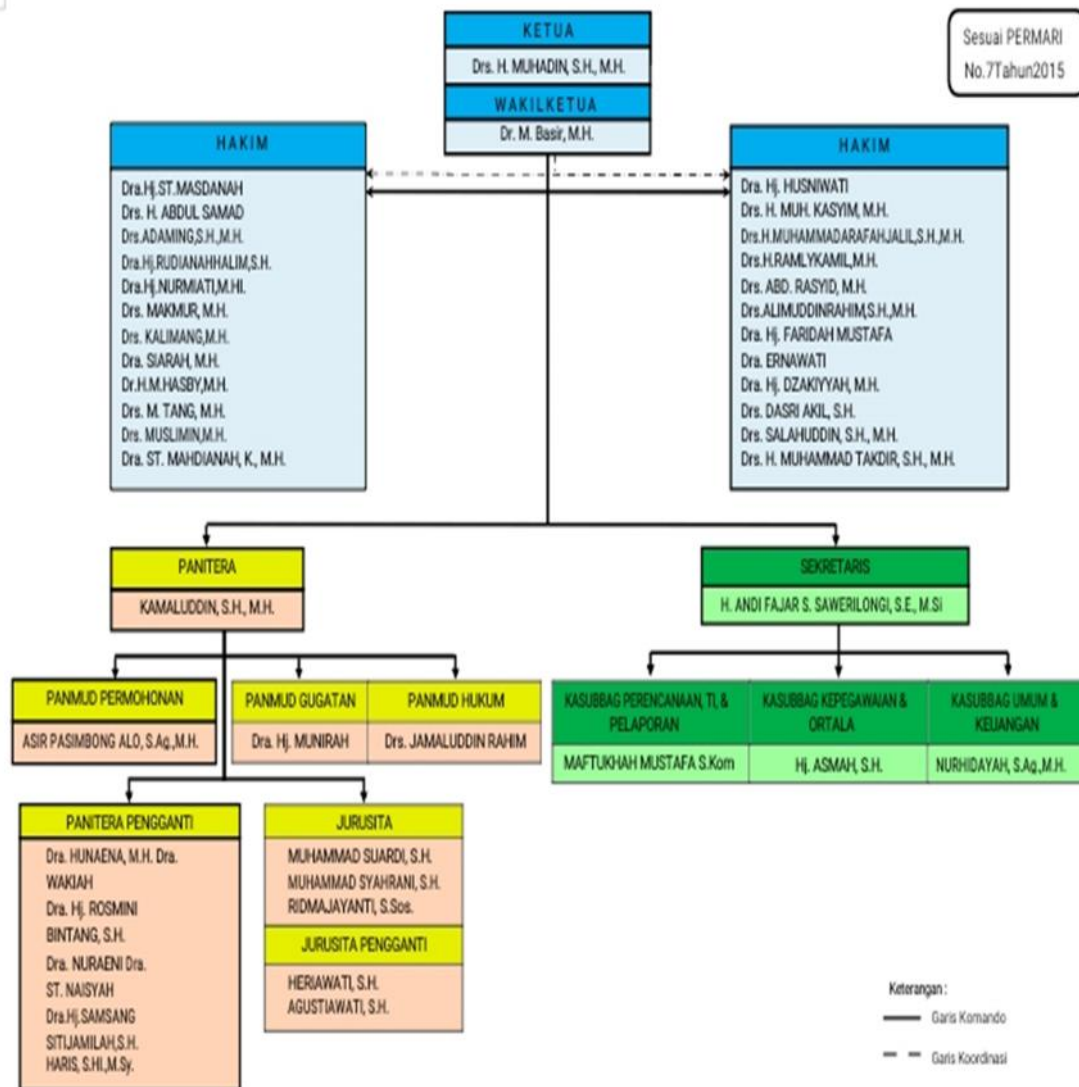 KETUA
Drs. H. MUHADIN, S.H., M.H.
WAKILKETUA
Dr. M. Basir, M.H.
Sesuai PERMARI
No.7Tahun2015
HAKIM
Dra.Hj.ST.MASDANAH
Drs. H. ABDUL SAMAD
Drs.ADAMING,S.H.,M.H.
Dra.Hj.RUDIANAHHALIM,S.H.
Dra.Hj.NURMIATI,M.HI.
Drs. MAKMUR, M.H.
Drs. KALIMANG,M.H.
Dra. SIARAH, M.H.
Dr.H.M.HASBY,M.H.
Drs. M. TANG, M.H.
Drs. MUSLIMIN,M.H.
Dra. ST. MAHDIANAH, K., M.H.
HAKIM
Dra. Hj. HUSNIWATI
Drs. H. MUH. KASYIM, M.H.
Drs.H.MUHAMMADARAFAHJALIL,S.H.,M.H.
Drs.H.RAMLYKAMIL,M.H.
Drs. ABD. RASYID, M.H.
Drs.ALIMUDDINRAHIM,S.H.,M.H.
Dra. Hj. FARIDAH MUSTAFA
Dra. ERNAWATI
Dra. Hj. DZAKIYYAH, M.H.
Drs. DASRI AKIL, S.H.
Drs. SALAHUDDIN, S.H., M.H.
Drs. H. MUHAMMAD TAKDIR, S.H., M.H.
PANITERA
KAMALUDDIN, S.H., M.H.
SEKRETARIS
H. ANDI FAJAR S. SAWERILONGI, S.E., M.Si
PANMUD PERMOHONAN
ASIR PASIMBONG ALO, S.Ag.,M.H.
PANMUD GUGATAN
Dra. Hj. MUNIRAH
PANMUD HUKUM
Drs. JAMALUDDIN RAHIM
KASUBBAG PERENCANAAN, TI, &
PELAPORAN
MAFTUKHAH MUSTAFA S.Kom
KASUBBAG KEPEGAWAIAN &
ORTALA
Hj. ASMAH, S.H.
KASUBBAG UMUM &
KEUANGAN
NURHIDAYAH, S.Ag.,M.H.
PANITERA PENGGANTI
Dra. HUNAENA, M.H. Dra.
WAKIAH
Dra. Hj. ROSMINI
BINTANG, S.H.
Dra. NURAENI Dra.
ST. NAISYAH
Dra.Hj.SAMSANG
SITIJAMILAH,S.H.
HARIS, S.HI.,M.Sy.
JURUSITA
MUHAMMAD SUARDI, S.H.
MUHAMMAD SYAHRANI, S.H.
RIDMAJAYANTI, S.Sos.
JURUSITA PENGGANTI
HERIAWATI, S.H.
AGUSTIAWATI, S.H.
Keterangan :
Garis Komando
Garis Koordinasi